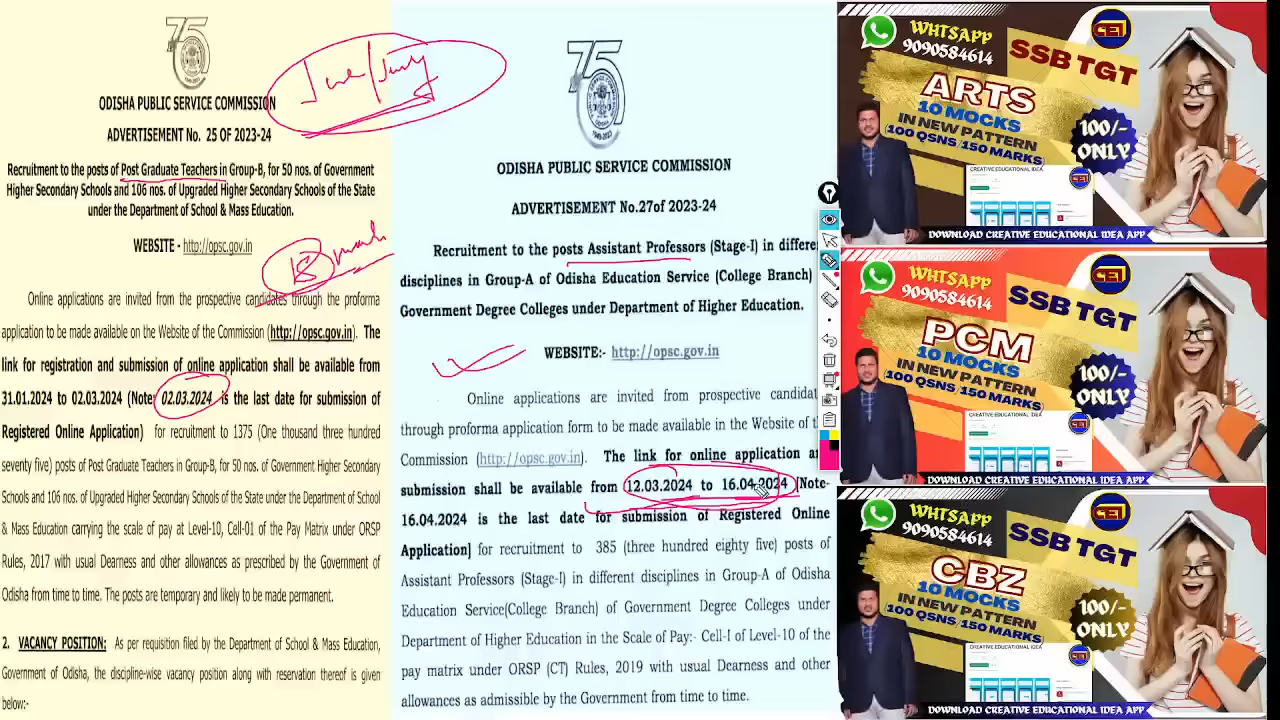 75
1949-2023
ODISHA PUBLIC SERVICE COMMISSION
ADVERTISEMENT No. 25 OF 2023-24
Recruitment to the posts of Post Graduate Teachers in Group-B, for 50 nos. of Government
Higher Secondary Schools and 106 nos. of Upgraded Higher Secondary Schools of the State
under the Department of School & Mass Education.
WEBSITE - http://opsc.gov.in
Online applications are invited from the prospective candidates through the proforma
application to be made available on the Website of the Commission (http://opsc.gov.in). The
link for registration and submission of online application shall be available from
31.01.2024 to 02.03.2024 (Note: 02.03.2024 is the last date for submission of
Registered Online Application) for recruitment to 1375 (One thousand three hundred
seventy five) posts of Post Graduate Teachers in Group-B, for 50 nos. of Government Higher Secondary
Schools and 106 nos. of Upgraded Higher Secondary Schools of the State under the Department of School
& Mass Education carrying the scale of pay at Level-10, Cell-01 of the Pay Matrix under ORSP
Rules, 2017 with usual Dearness and other allowances as prescribed by the Government of
Odisha from time to time. The posts are temporary and likely to be made permanent.
2. VACANCY POSITION: As per requisition filed by the Department of School & Mass Education,
Government of Odisha, the discipline-wise vacancy position along with reservation thereof is given
below:-
75
1949-2023
ODISHA PUBLIC SERVICE COMMISSION
ADVERTISEMENT No.27of 2023-24
Recruitment to the posts Assistant Professors (Stage-I) in differe
disciplines in Group-A of Odisha Education Service (College Branch)
Government Degree Colleges under Department of Higher Education.
WEBSITE:- http://opsc.gov.in
Online applications are invited from prospective candidat
through proforma application form to be made available in the Website of th
Commission (http://opsc.gov.in). The link for online application an
submission shall be available from 12.03.2024 to 16.04.2024 [Note-
16.04.2024 is the last date for submission of Registered Online
Application] for recruitment to 385 (three hundred eighty five) posts of
Assistant Professors (Stage-I) in different disciplines in Group-A of Odisha
Education Service(College Branch) of Government Degree Colleges under
Department of Higher Education in the Scale of Pay:- Cell-I of Level-10 of the
pay matrix under ORSP (CT) Rules, 2019 with usual Dearness and other
allowances as admissible by the Government from time to time.
WHTSAPP
9090584614
CEI
SSB TGT
ARTS
10 MOCKS
IN NEW PATTERN
(100 QSNS/150 MARKS)
100/-
ONLY
CREATIVE EDUCATIONAL IDEA
DOWNLOAD CREATIVE EDUCATIONAL IDEA APP
WHTSAPP
9090584614
CEI
SSB TGT
PCM
10 MOCKS
IN NEW PATTERN
(100 QSNS/150 MARKS)
100/-
ONLY
CREATIVE EDUCATIONAL IDEA
DOWNLOAD CREATIVE EDUCATIONAL IDEA APP
WHTSAPP
9090584614
CEI
SSB TGT
CBZ
10 MOCKS
IN NEW PATTERN
(100 QSNS/150 MARKS)
100/-
ONLY
CREATIVE EDUCATIONAL IDEA
DOWNLOAD CREATIVE EDUCATIONAL IDEA APP